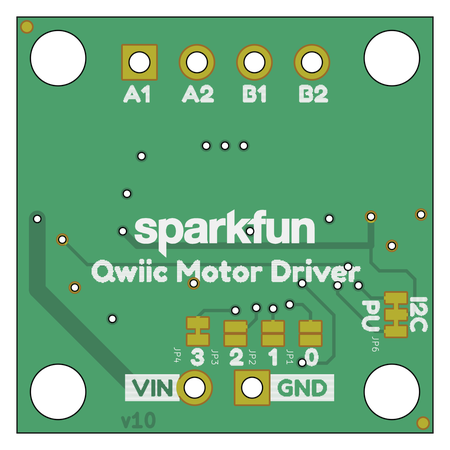 A1 A2 B1 B2
sparkfun
Qwiic Motor Driver
I2C
PU
JP6
JP4 JP3 JP2 JP1
3 2 1 0
VIN GND
v10